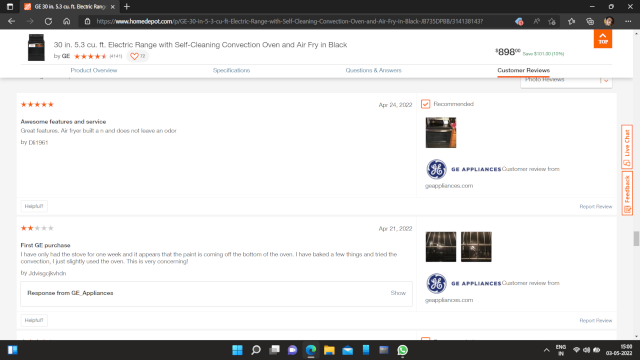 GE 30 in. 5.3 cu. ft. Electric Ra
https://www.homedepot.com/p/GE-30-in-5-3-cu-ft-Electric-Range-with-Self-Cleaning-Convection-Oven-and-Air-Fry-in-Black-JB735DPBB/314138143?
30 in. 5.3 cu. ft. Electric Range with Self-Cleaning Convection Oven and Air Fry in Black
by GE (4141) 72
$898.00 Save $101.00 (10%)
TOP
Product Overview Specifications Questions & Answers Customer Reviews
Photo Reviews
Apr 24, 2022
Recommended
Awesome features and service
Great features. Air fryer built a n and does not leave an odor
by Dli1961
GE APPLIANCES Customer review from
geappliances.com
Helpful?
Report Review
Live Chat
Feedback
Apr 21, 2022
First GE purchase
I have only had the stove for one week and it appears that the paint is coming off the bottom of the oven. I have baked a few things and tried the
convection, I just slightly used the oven. This is very concerning!
by Jdvisgcjkvhdn
Response from GE_Appliances Show
GE APPLIANCES Customer review from
geappliances.com
Helpful?
Report Review
ENG
IN
15:00
03-05-2022